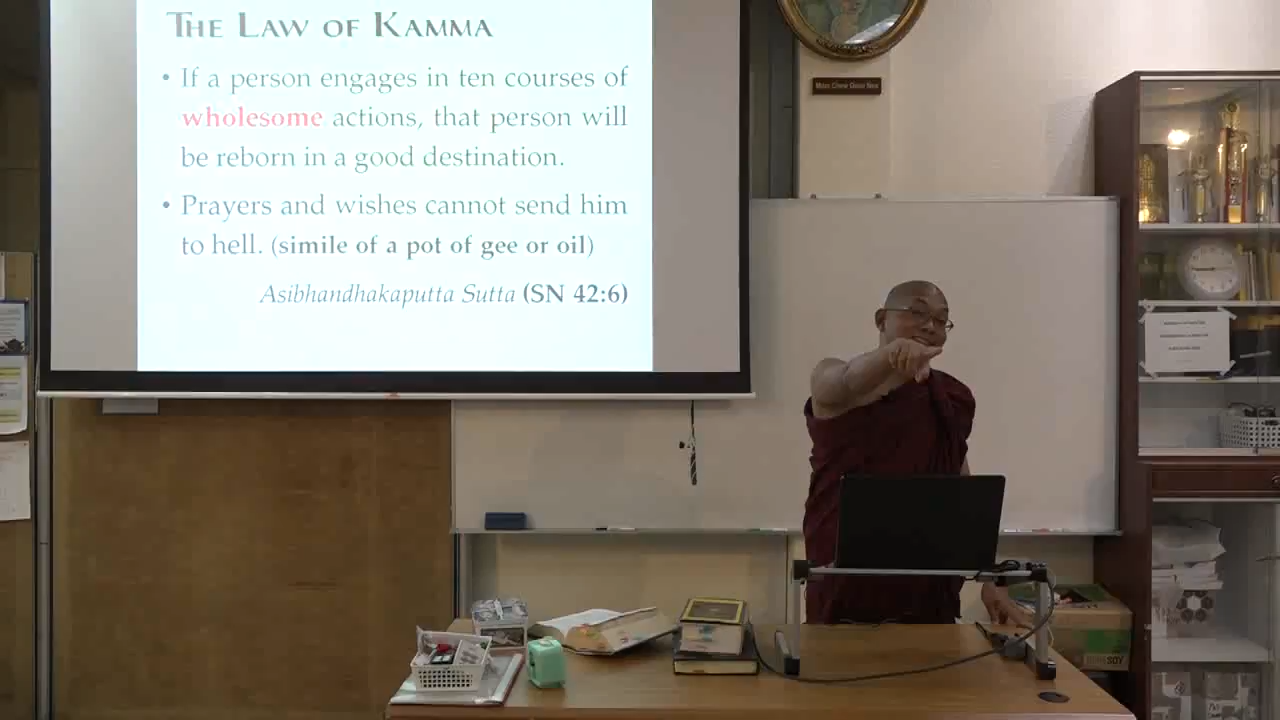 THE LAW OF KAMMA
• If a person engages in ten courses of
wholesome actions, that person will
be reborn in a good destination.
• Prayers and wishes cannot send him
to hell. (simile of a pot of gee or oil)
Asibhandhakaputta Sutta (SN 42:6)